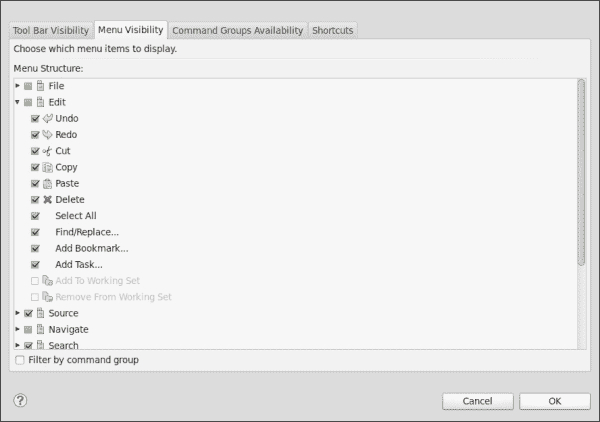 Tool Bar Visibility Menu Visibility Command Groups Availability Shortcuts
Choose which menu items to display.
Menu Structure:
File
Edit
Undo
Redo
Cut
Copy
Paste
Delete
Select All
Find/Replace...
Add Bookmark...
Add Task...
Add To Working Set
Remove From Working Set
Source
Navigate
Search
Filter by command group
? Cancel OK